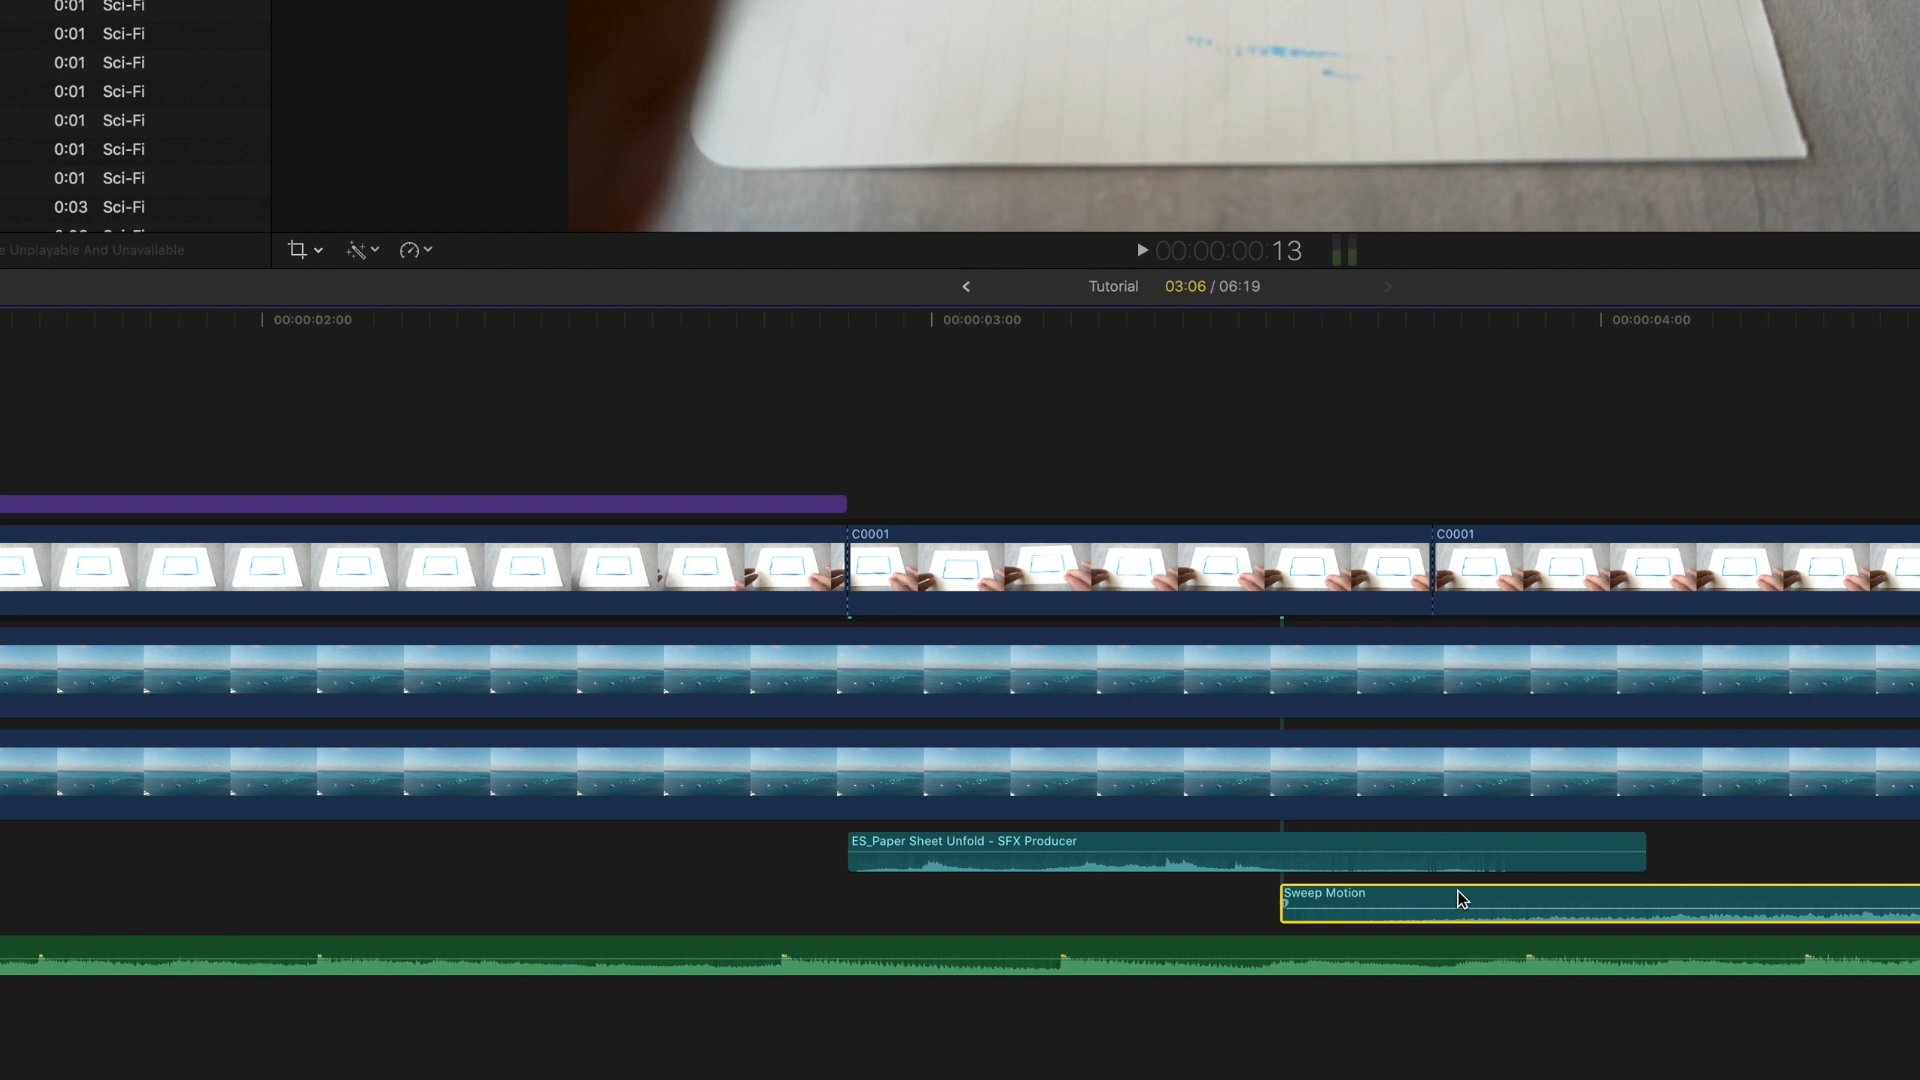 0:01 Sci-Fi
0:01 Sci-Fi
0:01 Sci-Fi
0:01 Sci-Fi
0:01 Sci-Fi
0:01 Sci-Fi
0:01 Sci-Fi
0:03 Sci-Fi
Unplayable And Unavailable
00:00:00:13
Tutorial 03:06 / 06:19
00:00:02:00 00:00:03:00 00:00:04:00
C0001 C0001
ES_Paper Sheet Unfold - SFX Producer
Sweep Motion